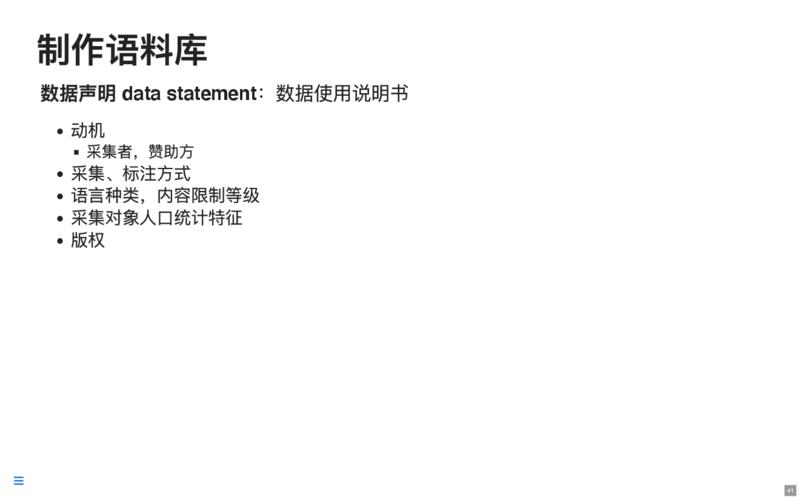 制作语料库
数据声明 data statement：数据使用说明书
动机
采集者，赞助方
采集、标注方式
语言种类，内容限制等级
采集对象人口统计特征
版权
41